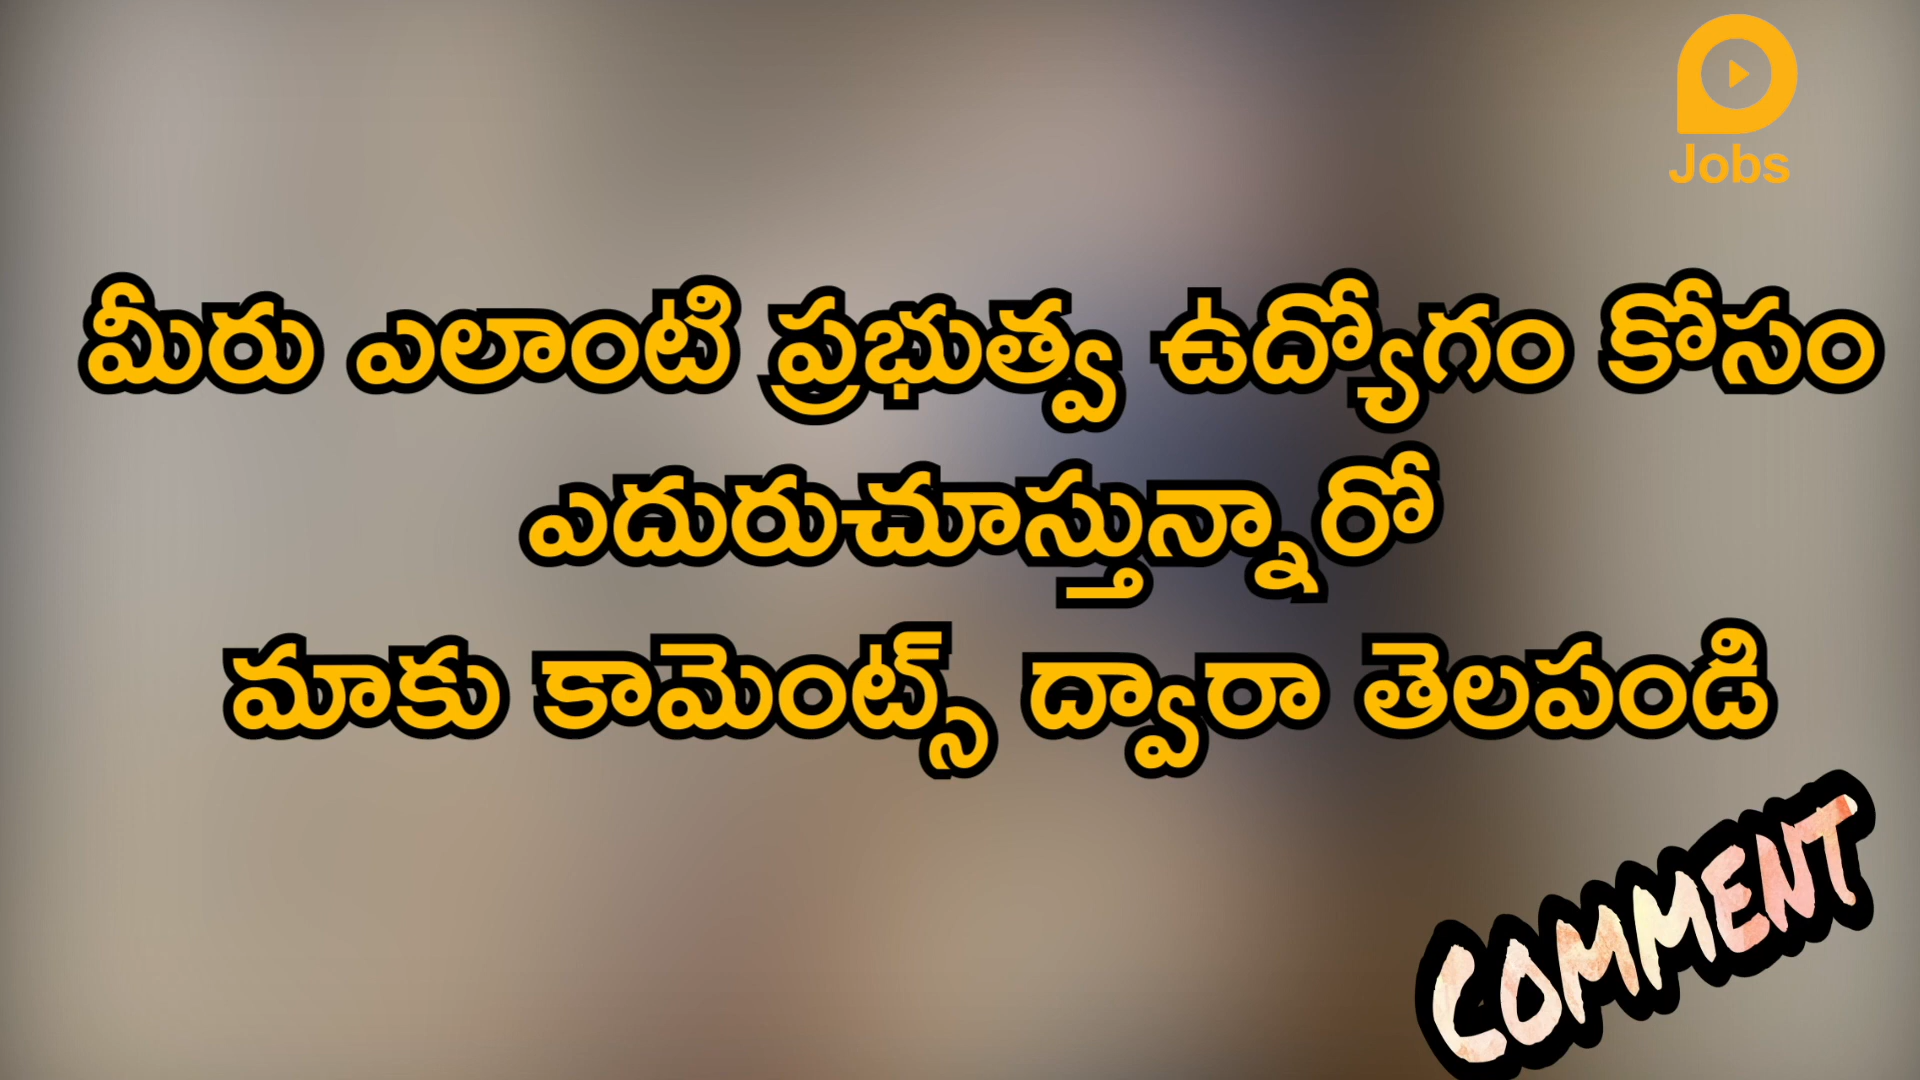 Jobs
మీరు ఎలాంటి ప్రభుత్వ ఉద్యోగం కోసం
ఎదురుచూస్తున్నారో
మాకు కామెంట్స్ ద్వారా తెలపండి
COMMENT